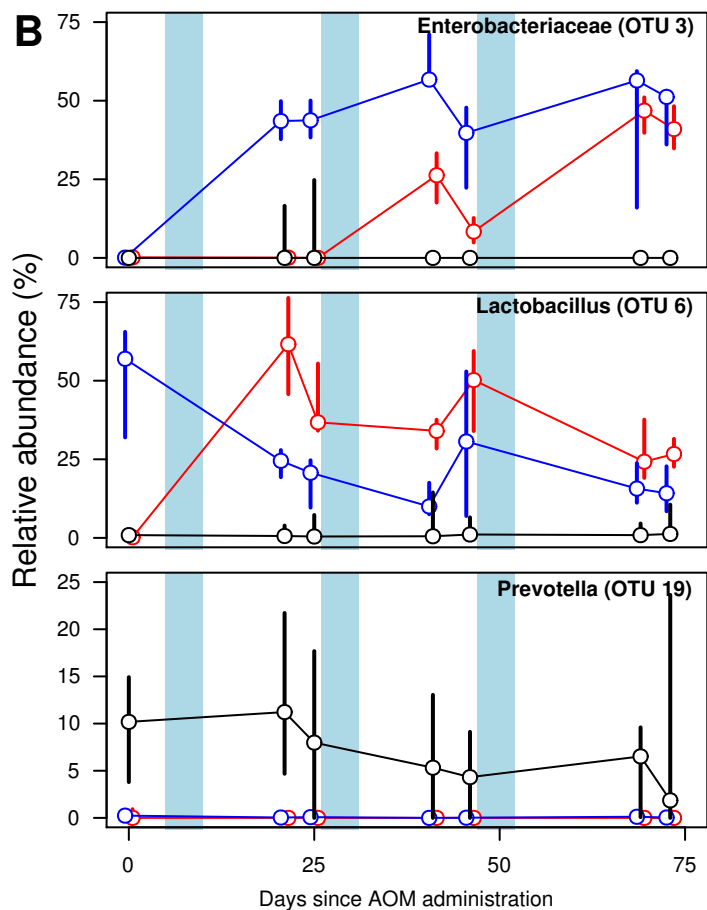 B
Enterobacteriaceae (OTU 3)
75
50
25
0
Relative abundance (%)
Lactobacillus (OTU 6)
75
50
25
0
Prevotella (OTU 19)
25
20
15
10
5
0
0 25 50 75
Days since AOM administration